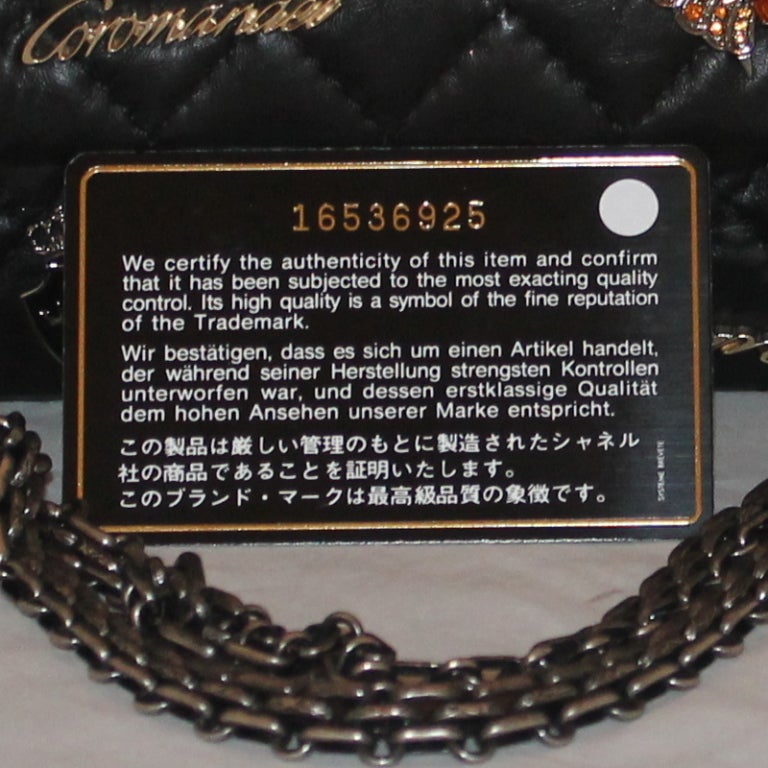 Coromandel
16536925
We certify the authenticity of this item and confirm
that it has been subjected to the most exacting quality
control. Its high quality is a symbol of the fine reputation
of the Trademark.
Wir bestätigen, dass es sich um einen Artikel handelt,
der während seiner Herstellung strengsten Kontrollen
unterworfen war, und dessen erstklassige Qualität
dem hohen Ansehen unserer Marke entspricht.
この製品は厳しい管理のもとに製造されたシャネル
社の商品であることを証明いたします。
このブランド・マークは最高級品質の象徴です。
SYSTEME BREVETE